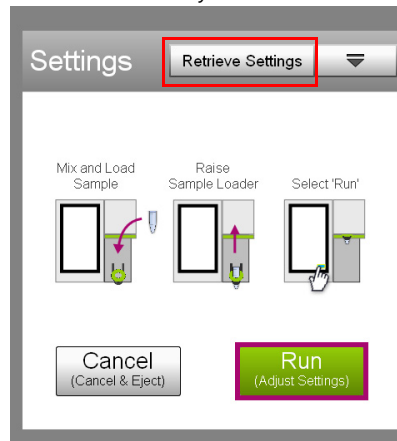 Settings
Retrieve Settings
Mix and Load
Sample
Raise
Sample Loader
Select 'Run'
Cancel
(Cancel & Eject)
Run
(Adjust Settings)